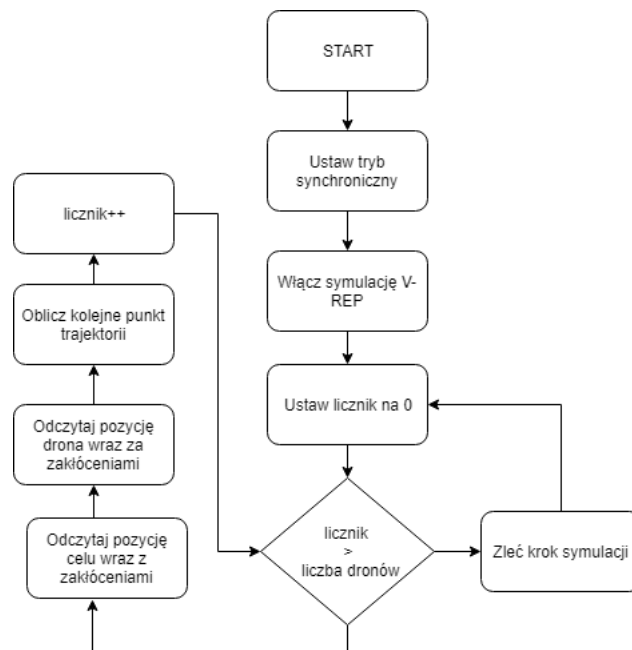 START
Ustaw tryb
synchroniczny
licznik++
Włącz symulację V-
REP
Oblicz kolejne punkt
trajektorii
Ustaw licznik na 0
Odczytaj pozycję
drona wraz za
zakłóceniami
Odczytaj pozycję
celu wraz z
zakłóceniami
licznik
>
liczba dronów
Zleć krok symulacji